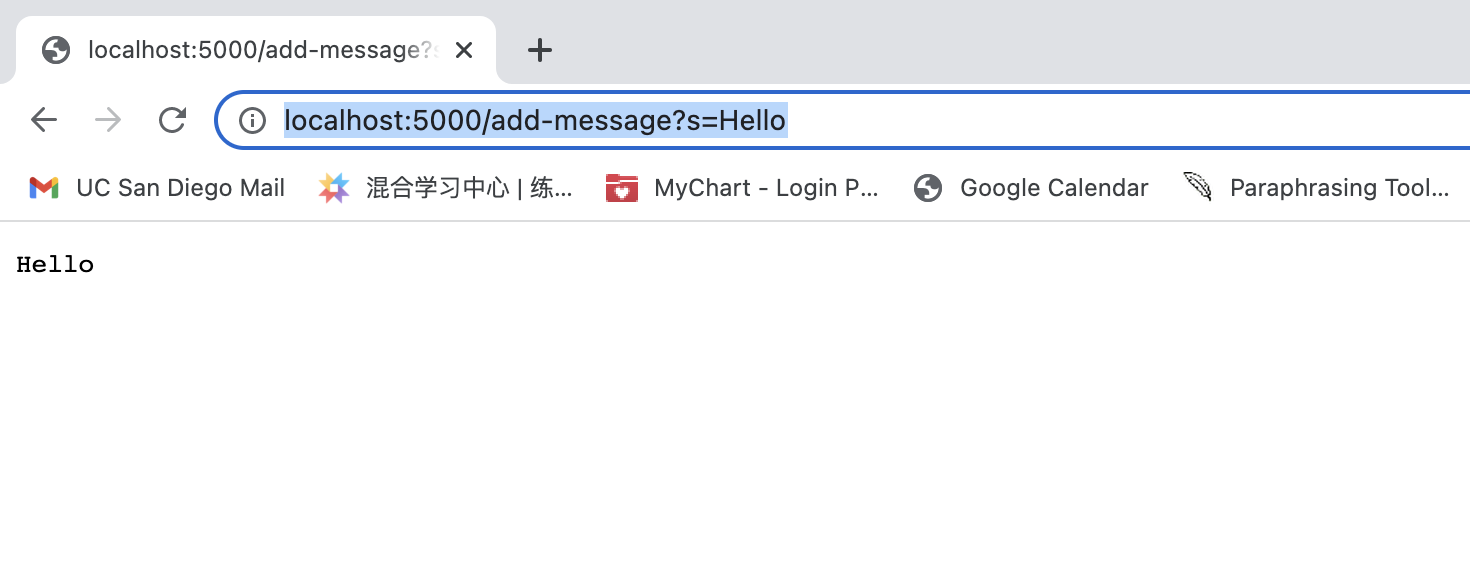 localhost:5000/add-message?s
localhost:5000/add-message?s=Hello
UC San Diego Mail 混合学习中心 | 练... MyChart - Login P... Google Calendar Paraphrasing Tool...
Hello